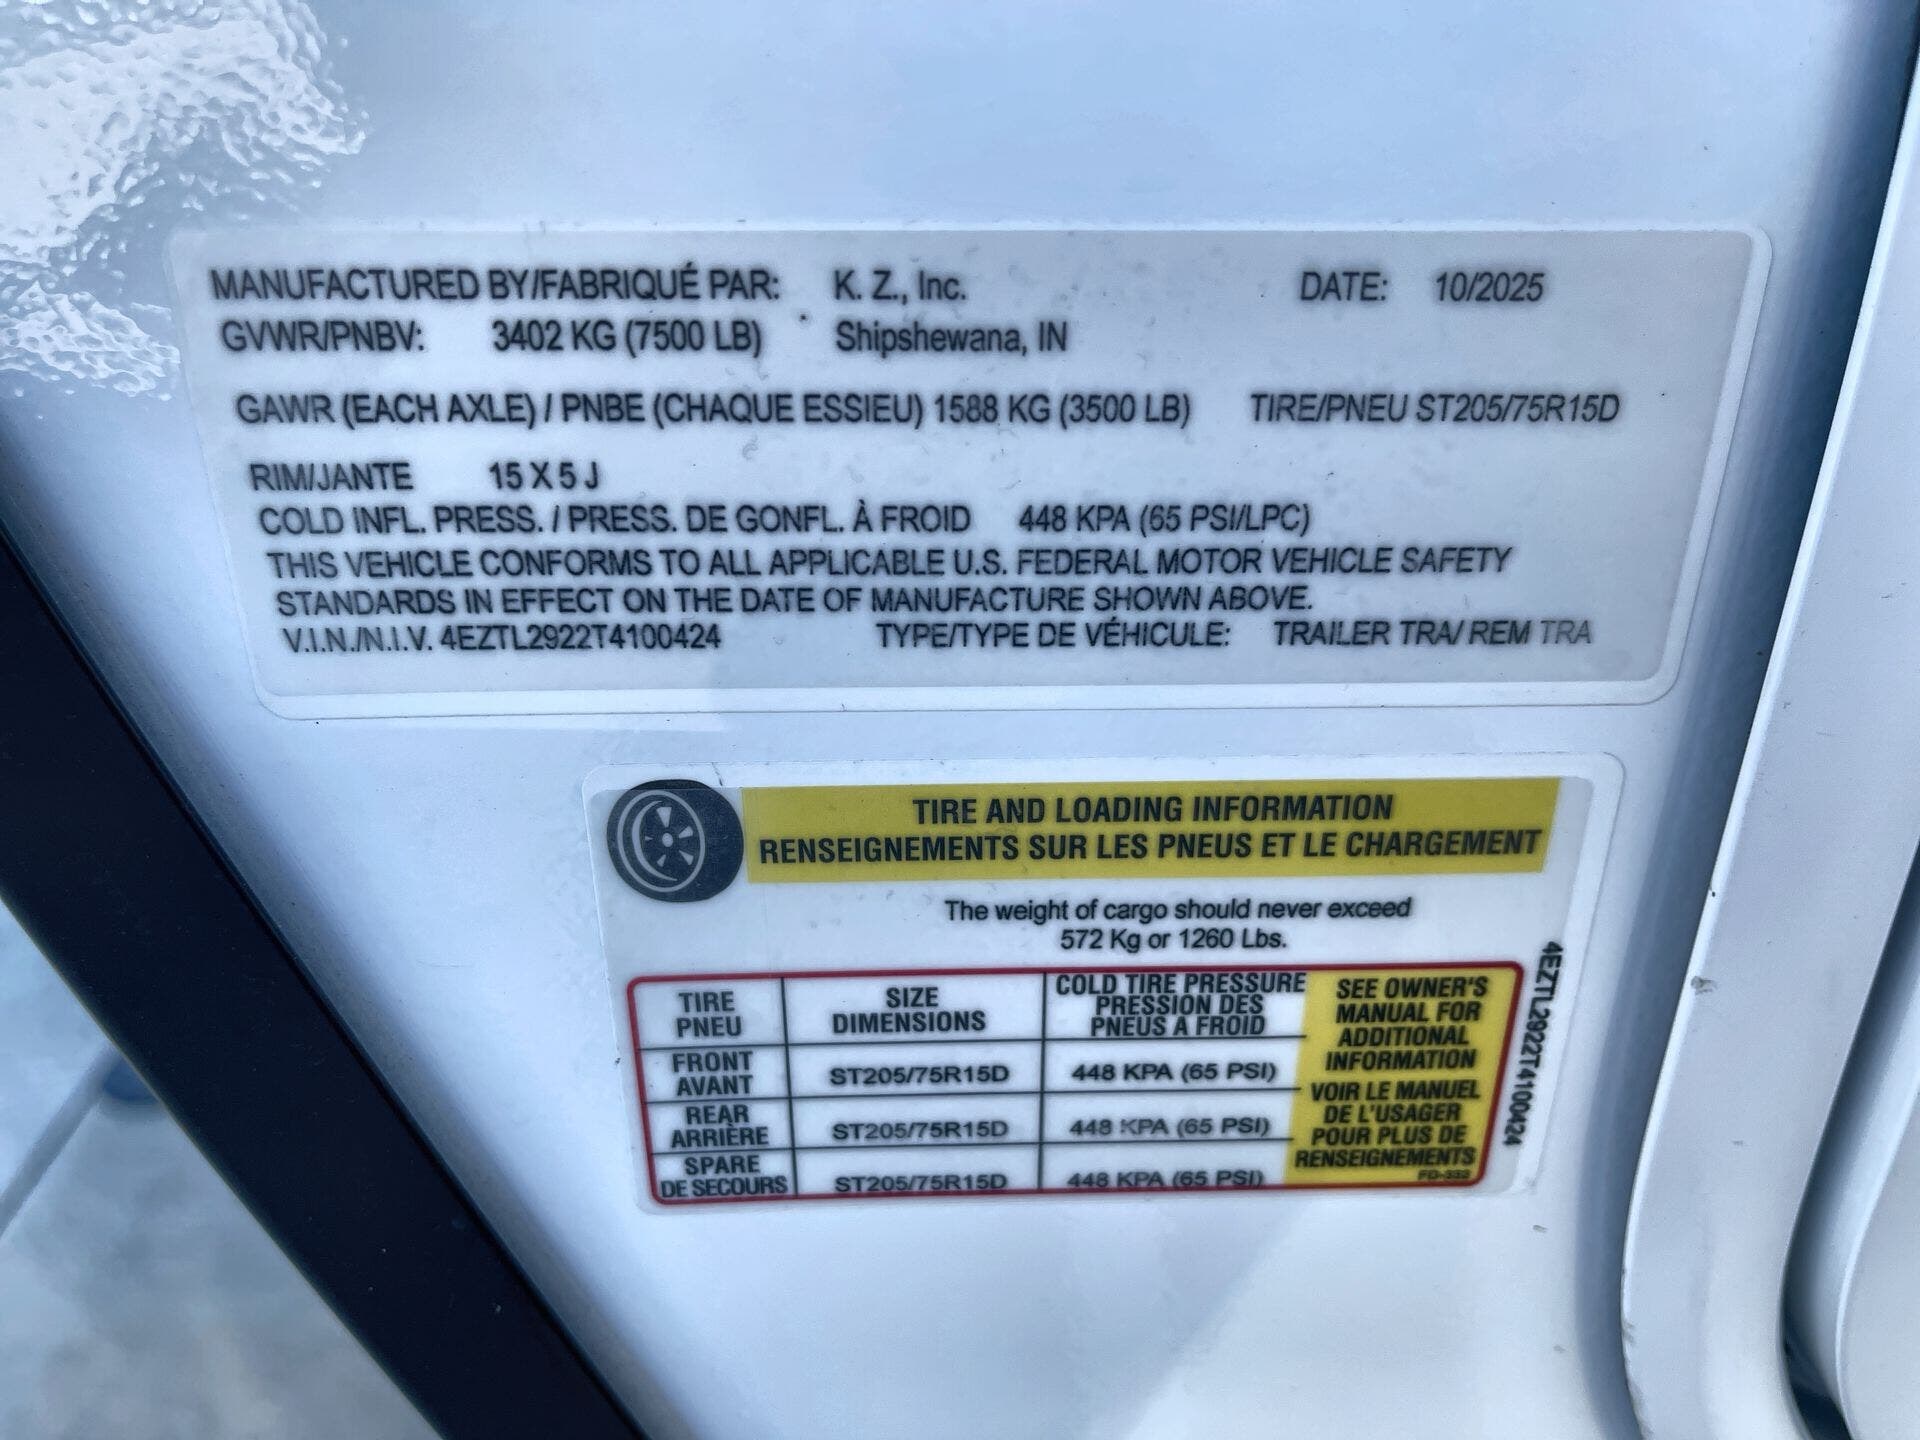 MANUFACTURED BY/FABRIQUÉ PAR: K. Z., Inc. DATE: 10/2025
GVWR/PNBV: 3402 KG (7500 LB) Shipshewana, IN
GAWR (EACH AXLE) / PNBE (CHAQUE ESSIEU) 1588 KG (3500 LB) TIRE/PNEU ST205/75R15D
RIM/JANTE 15 X 5 J
COLD INFL. PRESS. / PRESS. DE GONFL. À FROID 448 KPA (65 PSI/LPC)
THIS VEHICLE CONFORMS TO ALL APPLICABLE U.S. FEDERAL MOTOR VEHICLE SAFETY
STANDARDS IN EFFECT ON THE DATE OF MANUFACTURE SHOWN ABOVE.
V.I.N./N.I.V. 4EZTL2922T4100424 TYPE/TYPE DE VÉHICULE: TRAILER TRA/ REM TRA
TIRE AND LOADING INFORMATION
RENSEIGNEMENTS SUR LES PNEUS ET LE CHARGEMENT
The weight of cargo should never exceed
572 Kg or 1260 Lbs.
TIRE
PNEU
SIZE
DIMENSIONS
COLD TIRE PRESSURE
PRESSION DES
PNEUS A FROID
FRONT
AVANT
ST205/75R15D
448 KPA (65 PSI)
REAR
ARRIÈRE
ST205/75R15D
448 KPA (65 PSI)
SPARE
DE SECOURS
ST205/75R15D
448 KPA (65 PSI)
SEE OWNER'S
MANUAL FOR
ADDITIONAL
INFORMATION
VOIR LE MANUEL
DE L'USAGER
POUR PLUS DE
RENSEIGNEMENTS
FD-332
4EZTL2922T4100424